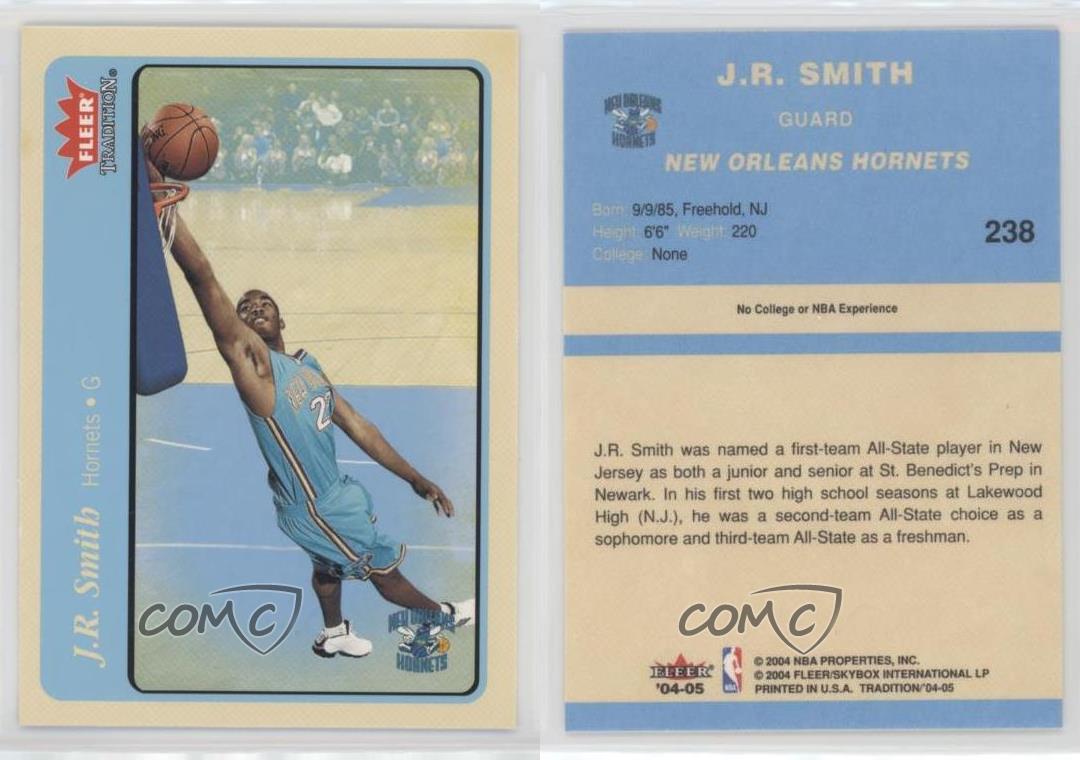 FLEER
TRADITION®
J.R. Smith Hornets • G
NEW ORLEANS
HORNETS
COMC
J.R. SMITH
NEW ORLEANS
HORNETS
GUARD
NEW ORLEANS HORNETS
Born: 9/9/85, Freehold, NJ
Height: 6'6" Weight: 220
College: None
238
No College or NBA Experience
J.R. Smith was named a first-team All-State player in New
Jersey as both a junior and senior at St. Benedict's Prep in
Newark. In his first two high school seasons at Lakewood
High (N.J.), he was a second-team All-State choice as a
sophomore and third-team All-State as a freshman.
COMC
FLEER
'04-05
NBA
© 2004 NBA PROPERTIES, INC.
© 2004 FLEER/SKYBOX INTERNATIONAL LP
PRINTED IN U.S.A. TRADITION/'04-05